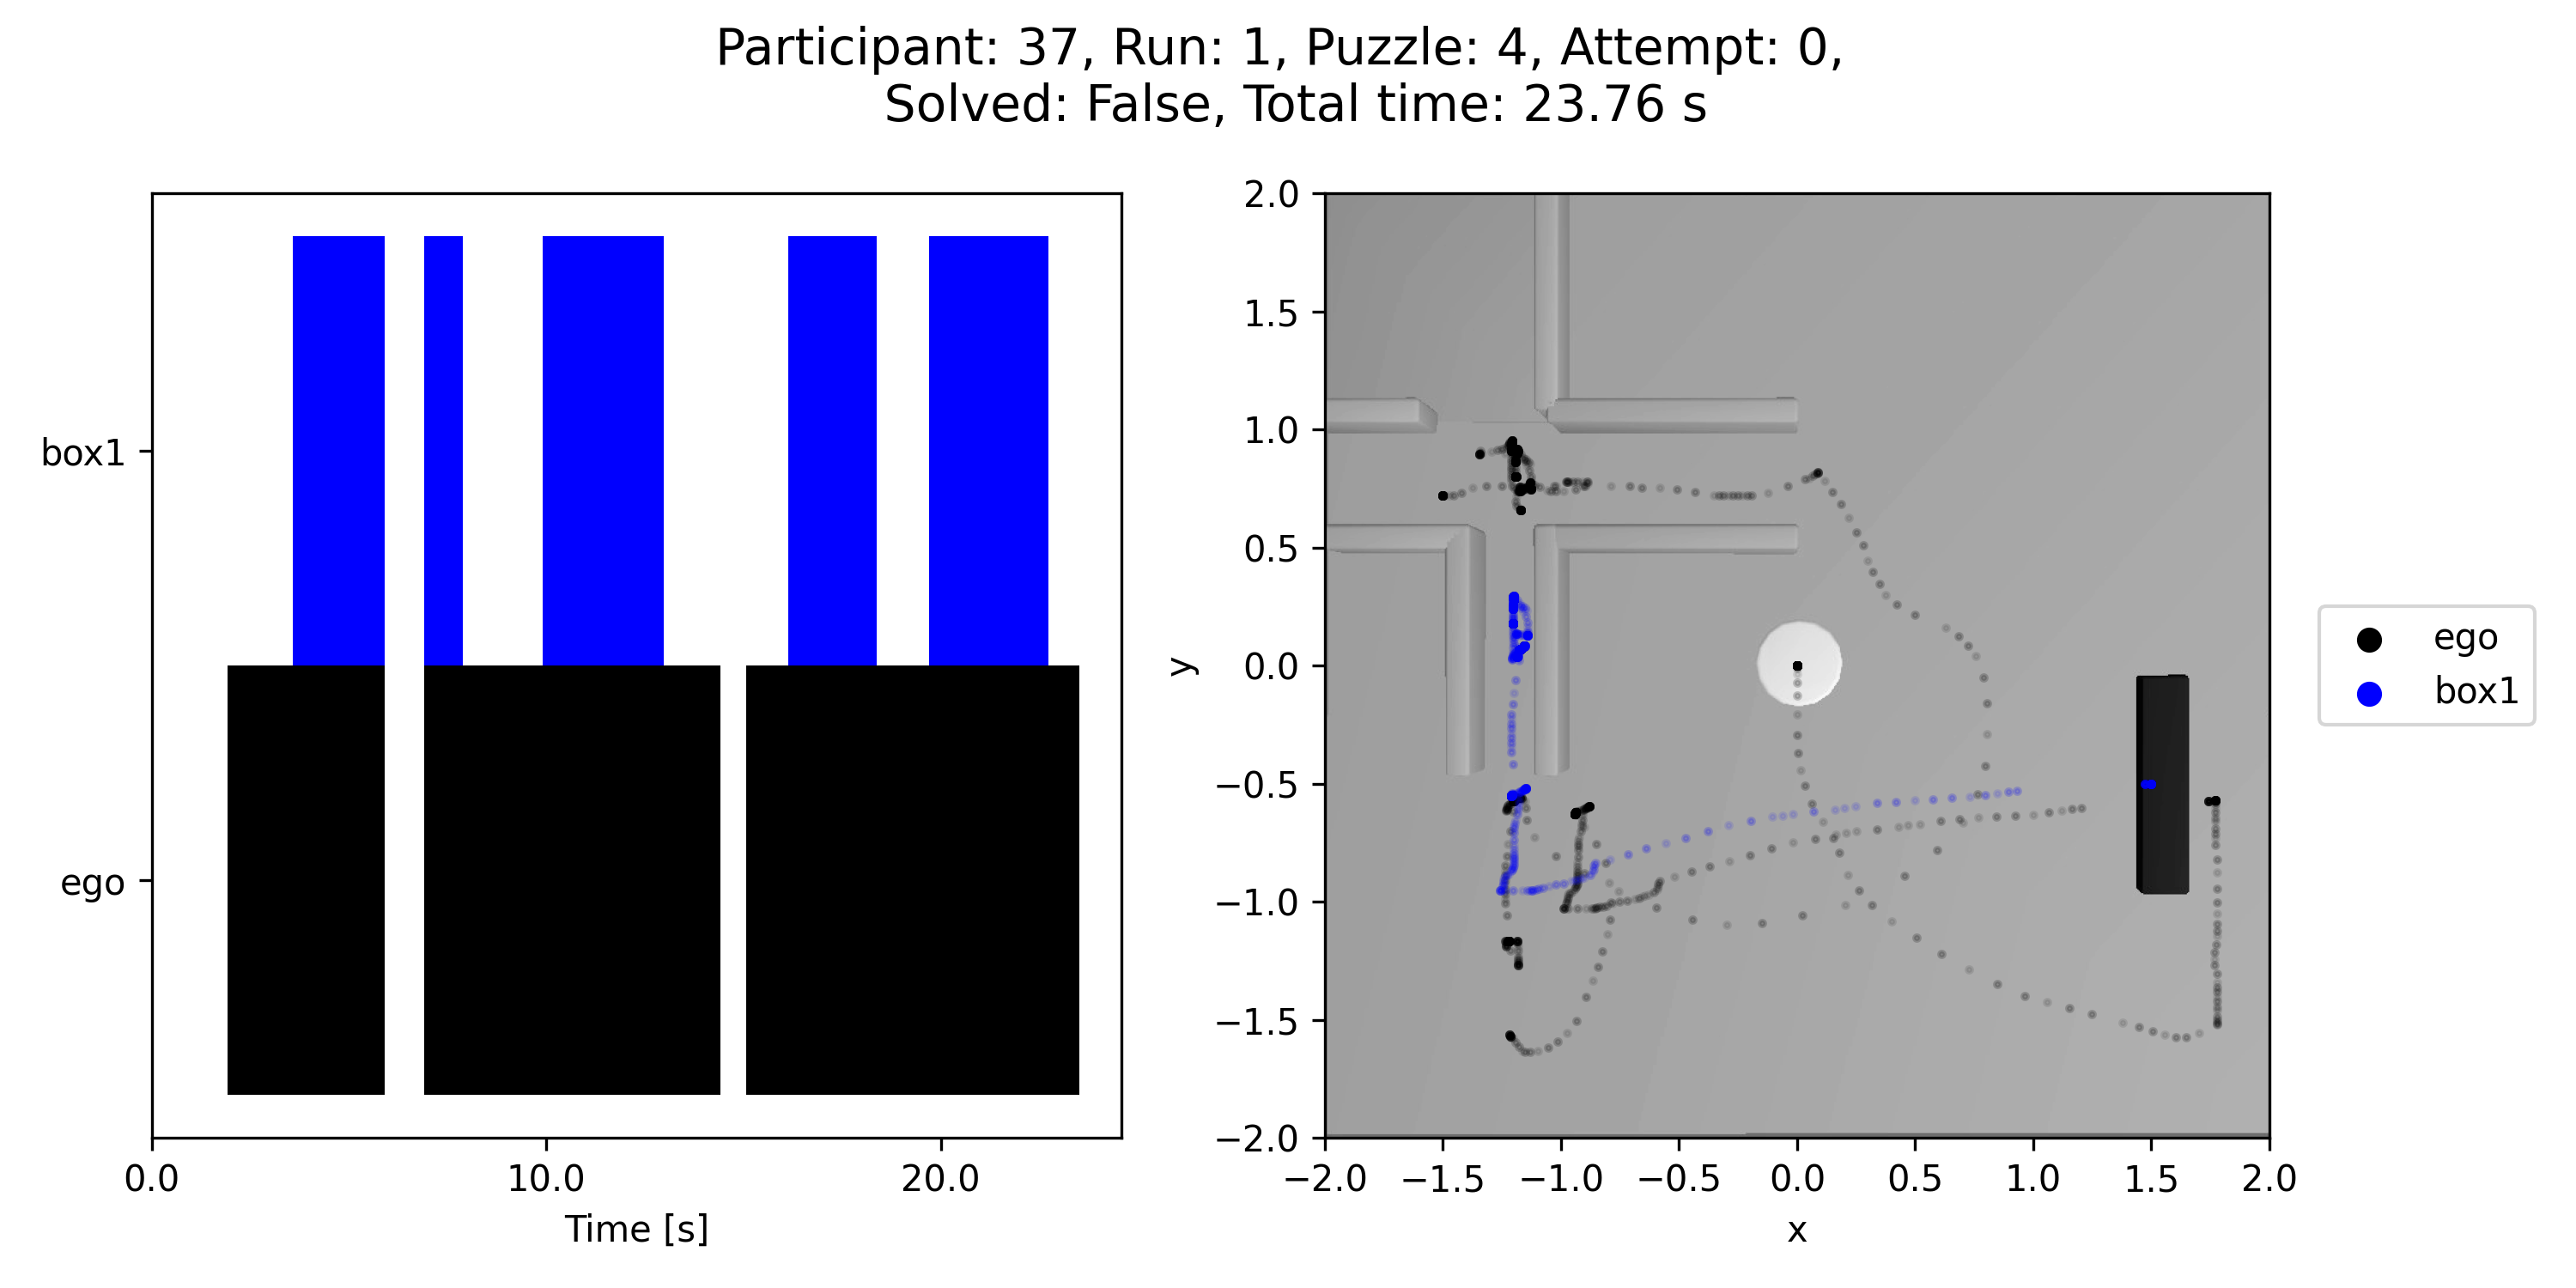 Participant: 37, Run: 1, Puzzle: 4, Attempt: 0,
Solved: False, Total time: 23.76 s
box1
ego
0.0 10.0 20.0
Time [s]
2.0
1.5
1.0
0.5
0.0
−0.5
−1.0
−1.5
−2.0
y
−2.0 −1.5 −1.0 −0.5 0.0 0.5 1.0 1.5 2.0
x
ego
box1